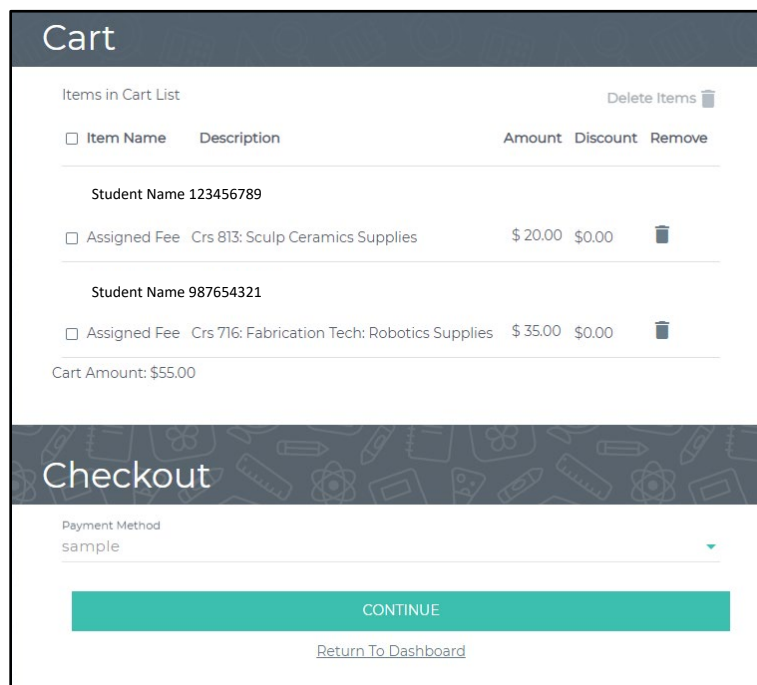 Cart
Items in Cart List
Delete Items
Item Name Description Amount Discount Remove
Student Name 123456789
Assigned Fee Crs 813: Sculp Ceramics Supplies $ 20.00 $0.00
Student Name 987654321
Assigned Fee Crs 716: Fabrication Tech: Robotics Supplies $ 35.00 $0.00
Cart Amount: $55.00
Checkout
Payment Method
sample
CONTINUE
Return To Dashboard